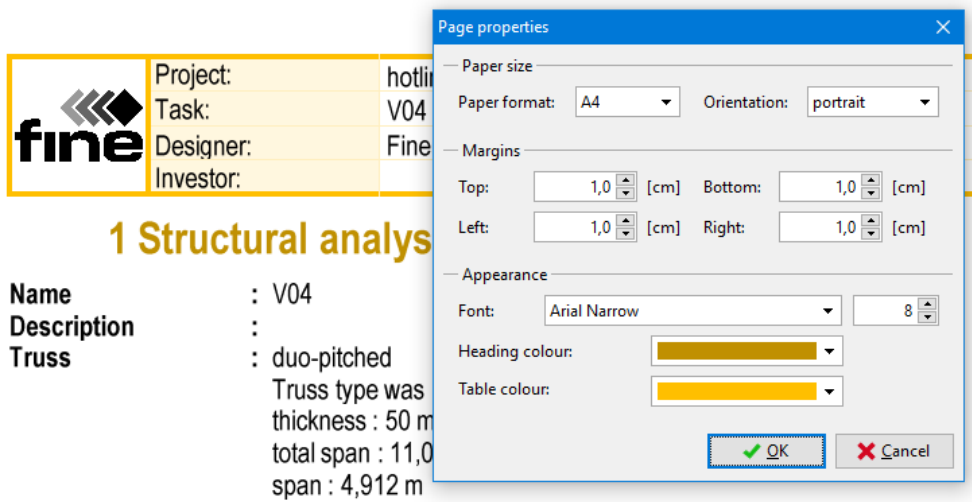 Page properties
Paper size
Paper format: A4 Orientation: portrait
Margins
Top: 1,0 [cm] Bottom: 1,0 [cm]
Left: 1,0 [cm] Right: 1,0 [cm]
Appearance
Font: Arial Narrow 8
Heading colour:
Table colour:
OK Cancel
fine
Project:
Task: V04
Designer: Fine
Investor:
1 Structural
Name : V04
Description :
Truss : duo-pitched
Truss type was
thickness : 50
total span : 11,0
span : 4,912 m